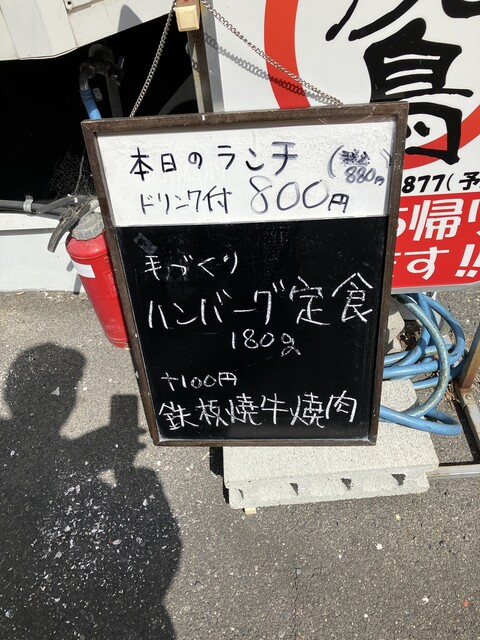 本日のランチ (税込
880円)
ドリンク付 800円
手づくり
ハンバーグ定食
180g
+100円
鉄板焼牛焼肉
鳥
877(予
お帰り
ます!!